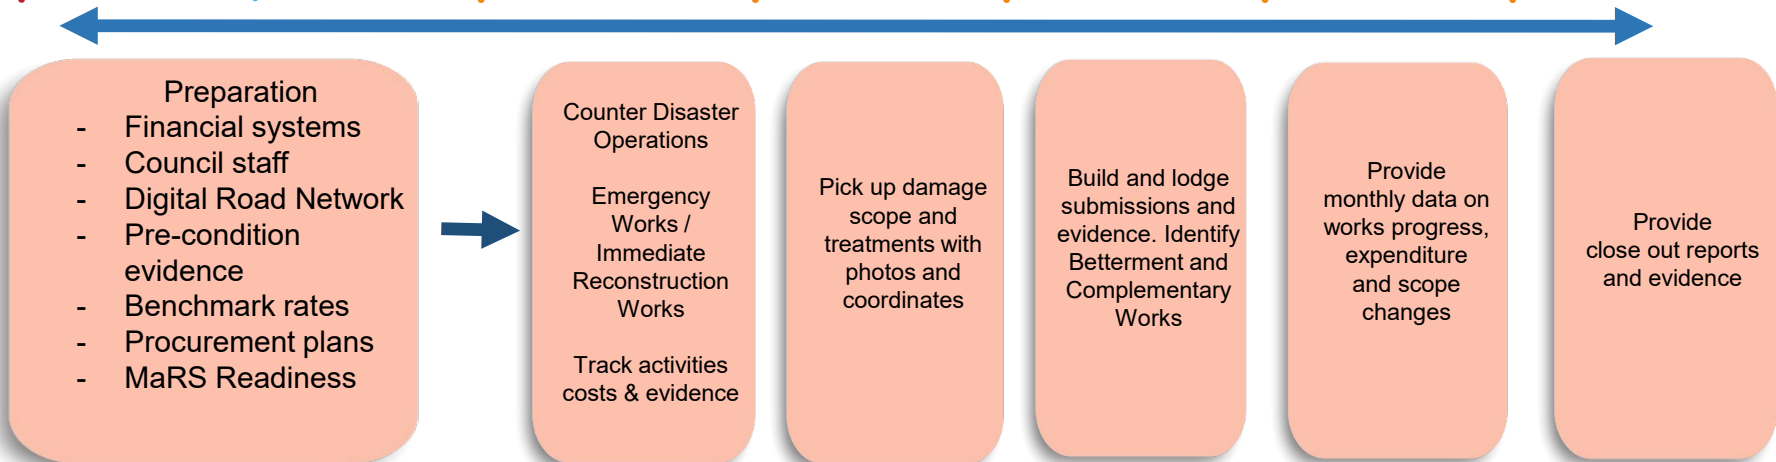 Preparation
- Financial systems
- Council staff
- Digital Road Network
- Pre-condition
evidence
- Benchmark rates
- Procurement plans
- MaRS Readiness
Counter Disaster
Operations
Emergency
Works /
Immediate
Reconstruction
Works
Track activities
costs & evidence
Pick up damage
scope and
treatments with
photos and
coordinates
Build and lodge
submissions and
evidence. Identify
Betterment and
Complementary
Works
Provide
monthly data on
works progress,
expenditure
and scope
changes
Provide
close out reports
and evidence